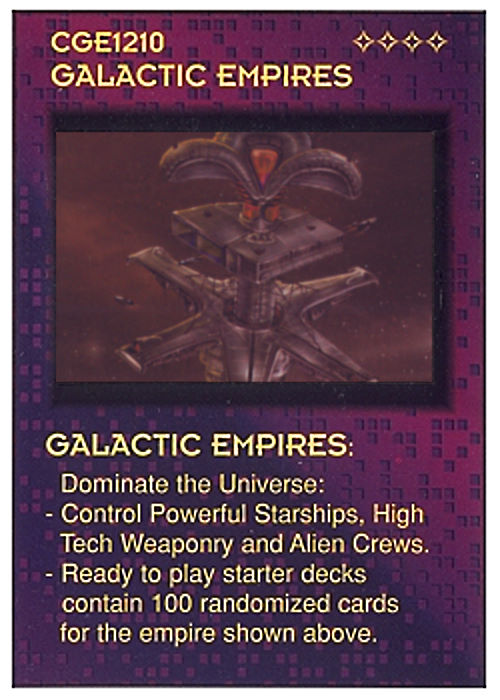 CGE1210
GALACTIC EMPIRES
GALACTIC EMPIRES:
Dominate the Universe:
- Control Powerful Starships, High
Tech Weaponry and Alien Crews.
- Ready to play starter decks
contain 100 randomized cards
for the empire shown above.